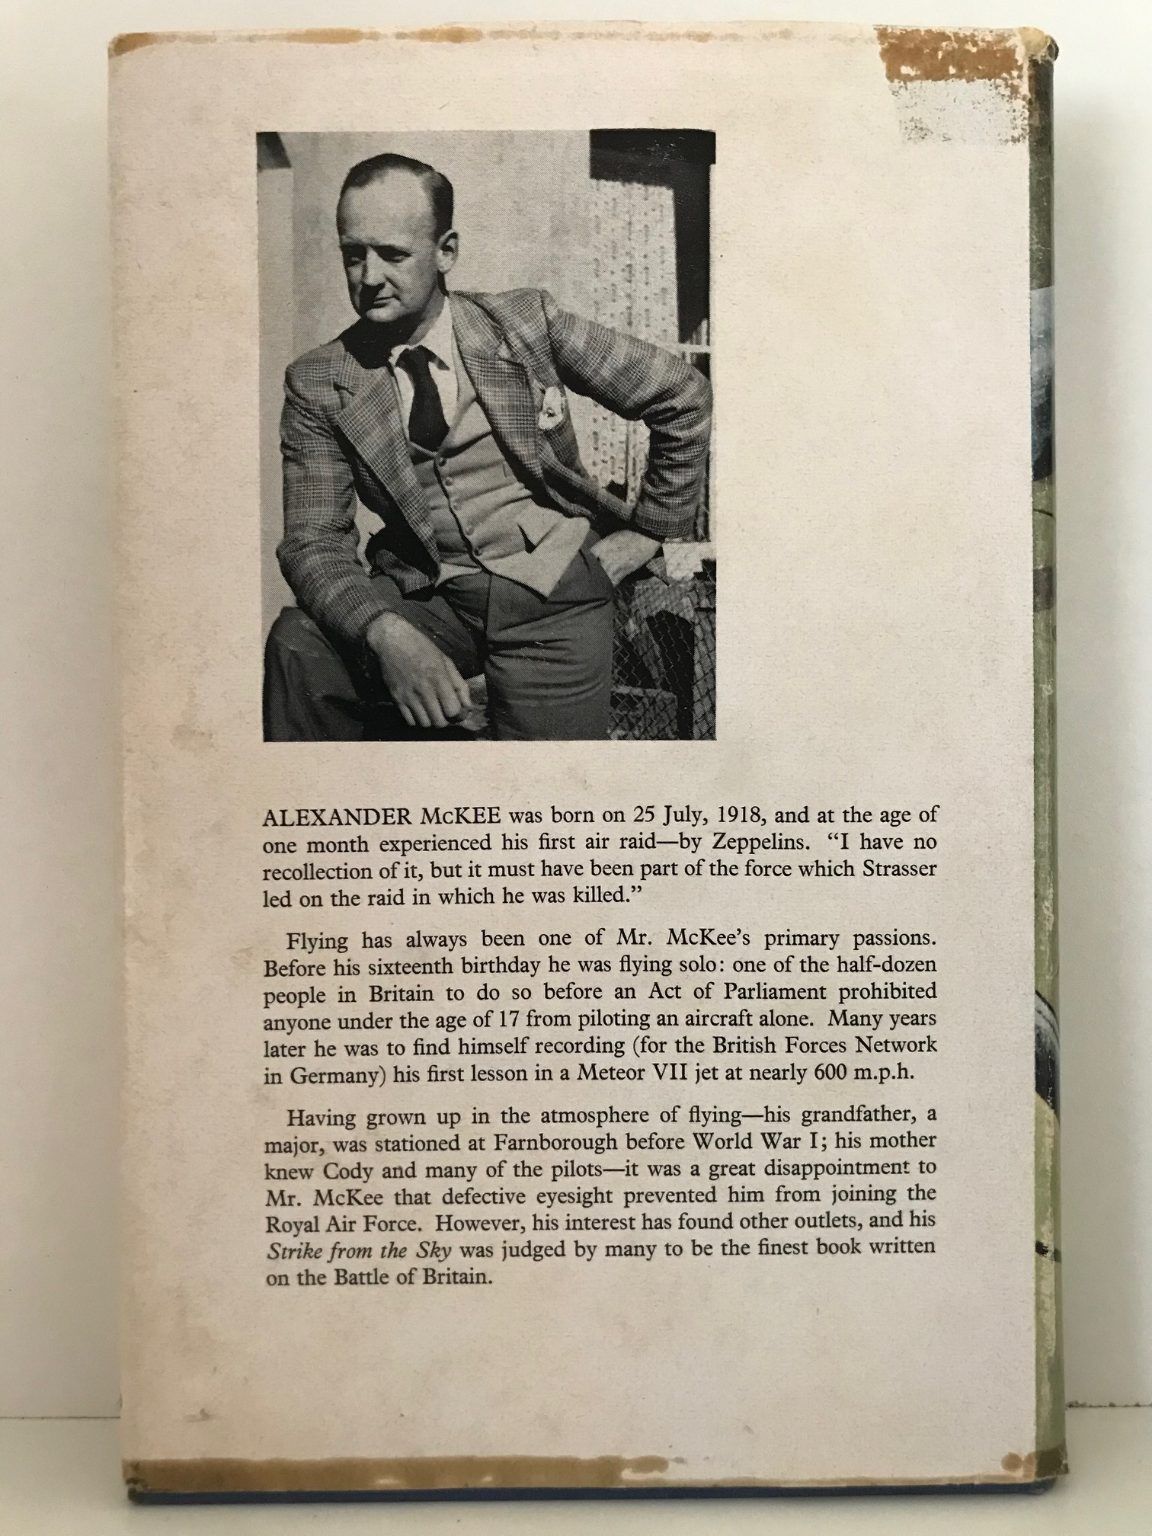 ALEXANDER McKEE was born on 25 July, 1918, and at the age of
one month experienced his first air raid—by Zeppelins. “I have no
recollection of it, but it must have been part of the force which Strasser
led on the raid in which he was killed.”
Flying has always been one of Mr. McKee’s primary passions.
Before his sixteenth birthday he was flying solo: one of the half-dozen
people in Britain to do so before an Act of Parliament prohibited
anyone under the age of 17 from piloting an aircraft alone. Many years
later he was to find himself recording (for the British Forces Network
in Germany) his first lesson in a Meteor VII jet at nearly 600 m.p.h.
Having grown up in the atmosphere of flying—his grandfather, a
major, was stationed at Farnborough before World War I; his mother
knew Cody and many of the pilots—it was a great disappointment to
Mr. McKee that defective eyesight prevented him from joining the
Royal Air Force. However, his interest has found other outlets, and his
Strike from the Sky was judged by many to be the finest book written
on the Battle of Britain.